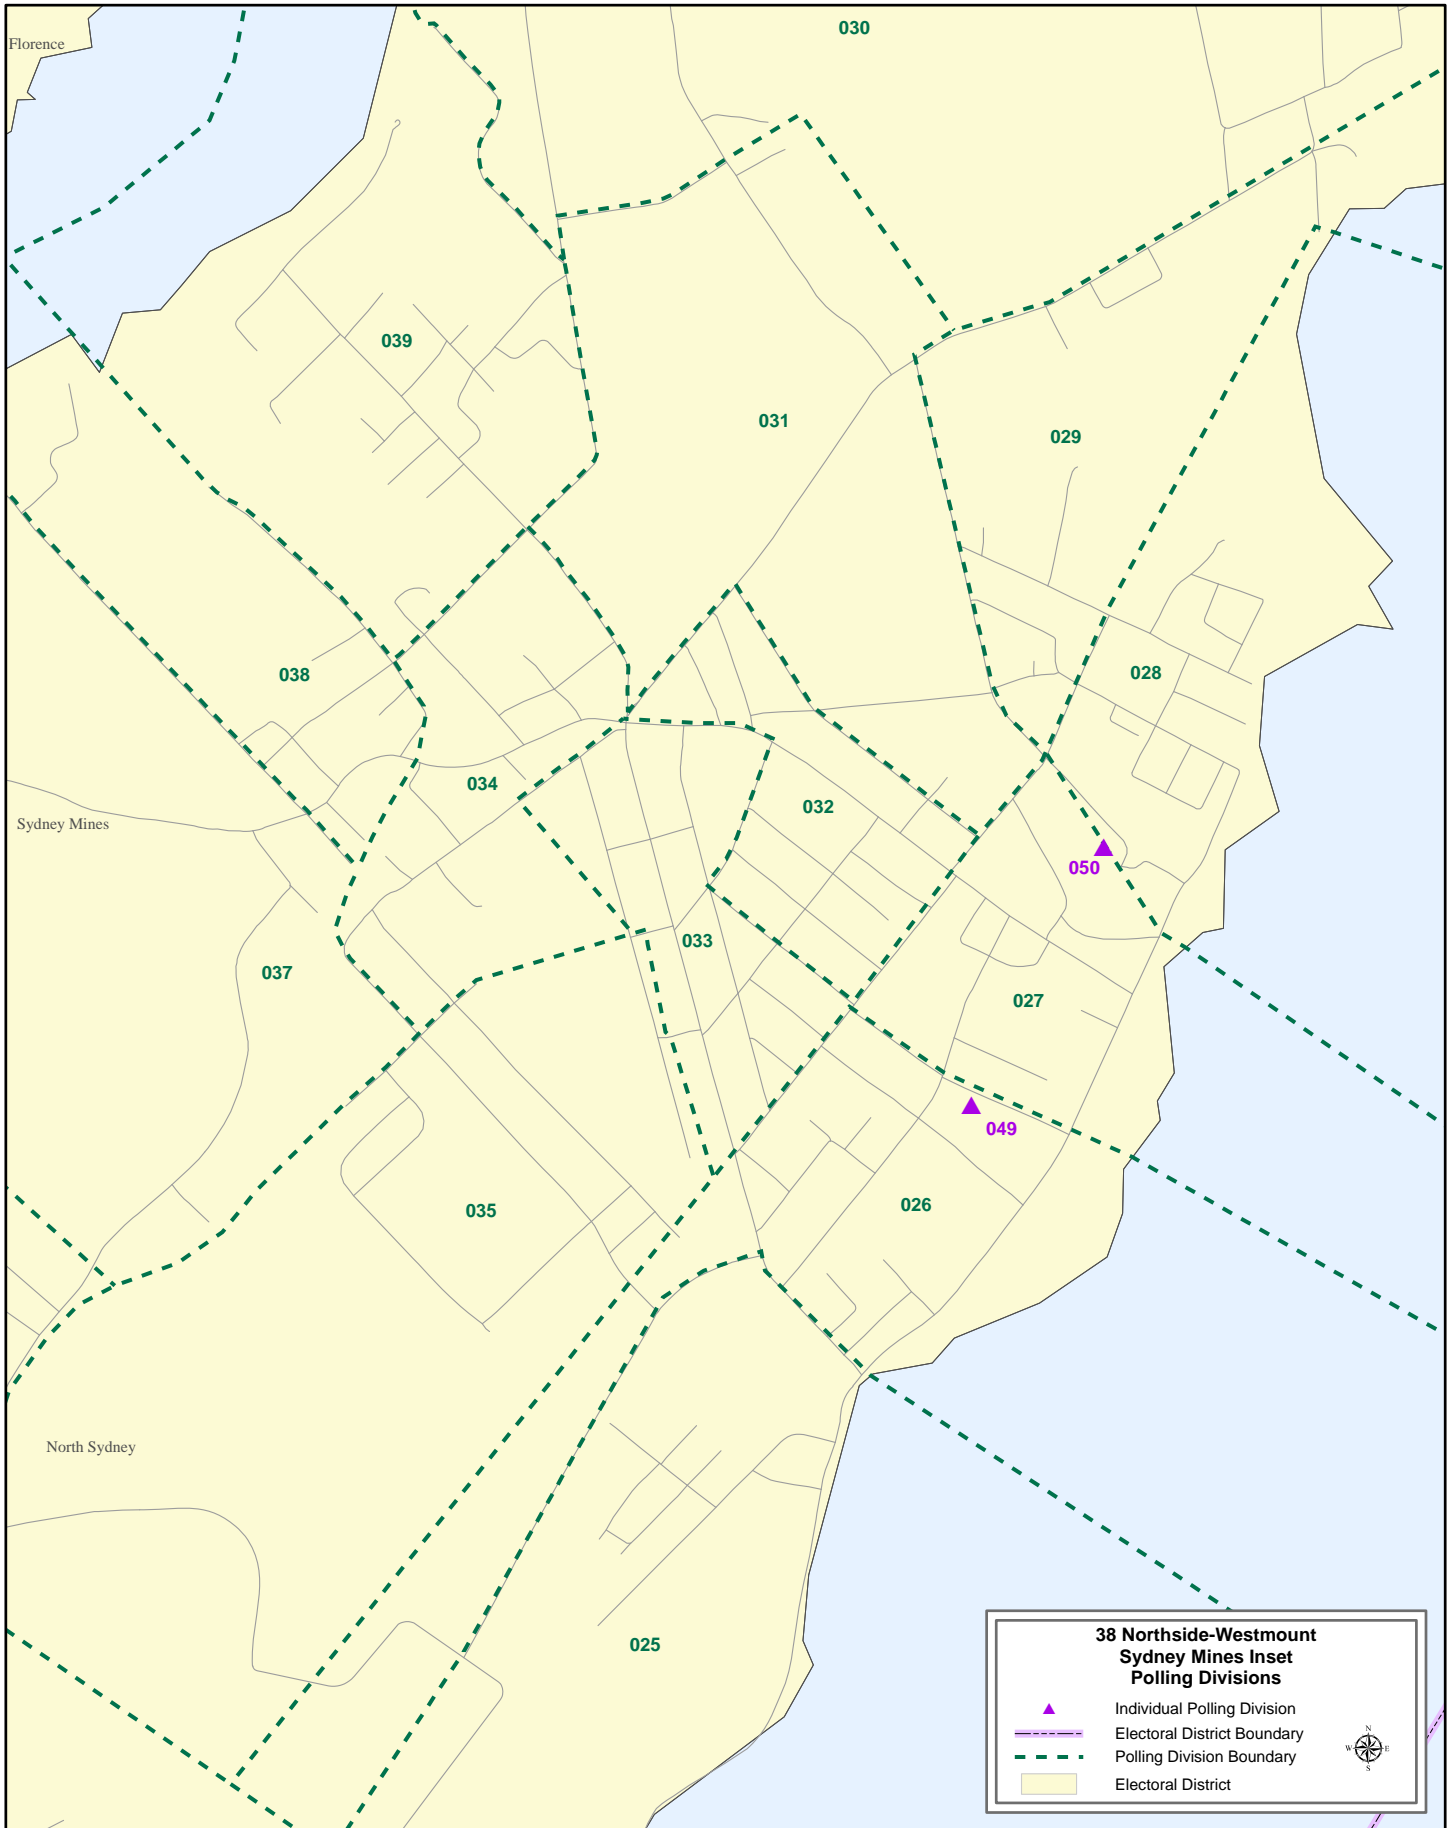 030
Florence
039
031
029
038
028
034
032
Sydney Mines
050
033
037
027
049
026
035
North Sydney
025
38 Northside-Westmount
Sydney Mines Inset
Polling Divisions
Individual Polling Division
Electoral District Boundary
Polling Division Boundary
Electoral District
N
W E
S